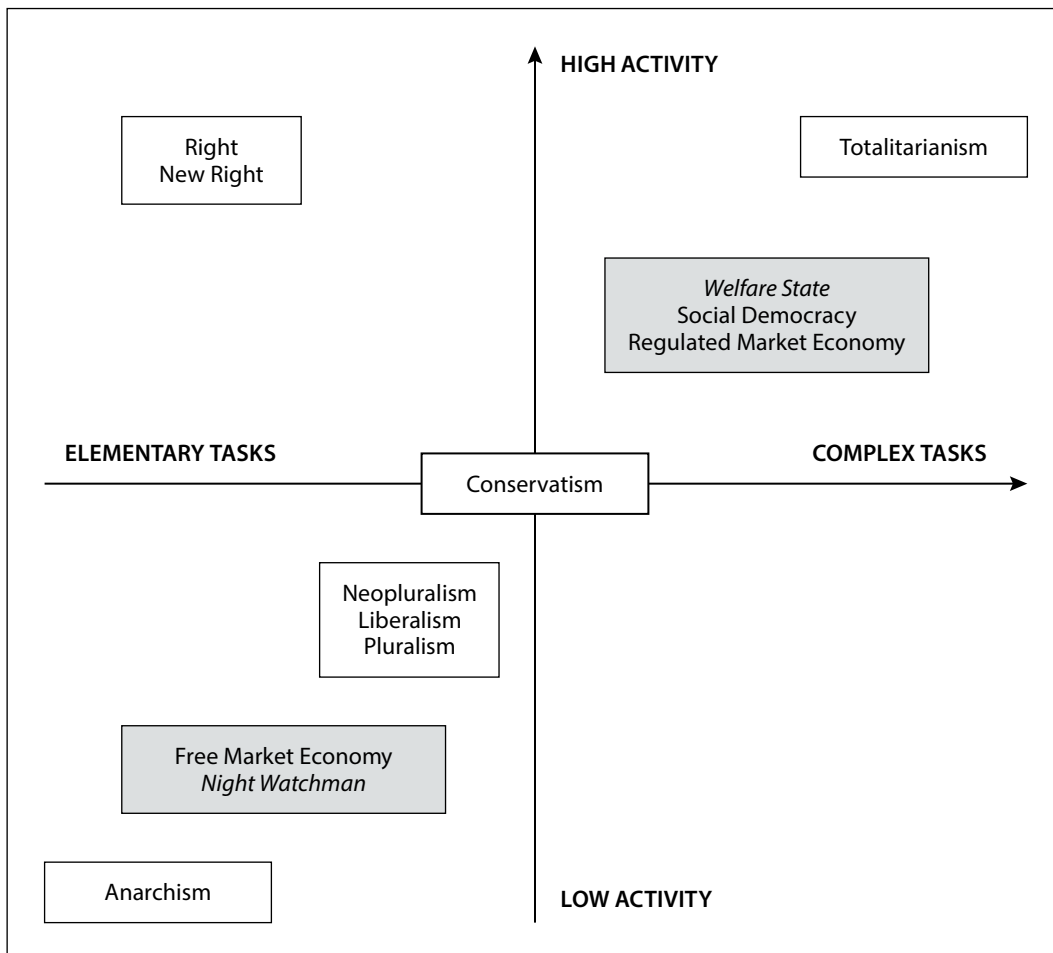 HIGH ACTIVITY
Right
New Right
Totalitarianism
Welfare State
Social Democracy
Regulated Market Economy
ELEMENTARY TASKS
COMPLEX TASKS
Conservatism
Neopluralism
Liberalism
Pluralism
Free Market Economy
Night Watchman
Anarchism
LOW ACTIVITY